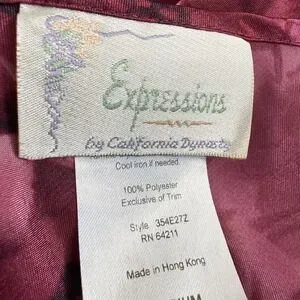 Expressions
by California Dynasty
Cool iron if needed.
100% Polyester
Exclusive of Trim
Style 354E27Z
RN 64211
Made in Hong Kong